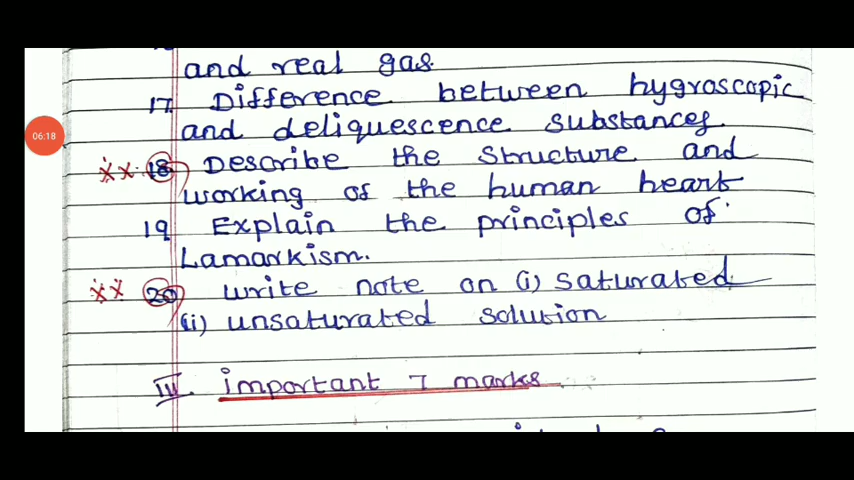 and real gas
17. Difference between hygroscopic
and deliquescence substances.
06:18
18 Describe the structure and
working of the human heart
19 Explain the principles of
Lamarkism.
20 write note on (i) saturated
(ii) unsaturated solution
III. important 7 marks